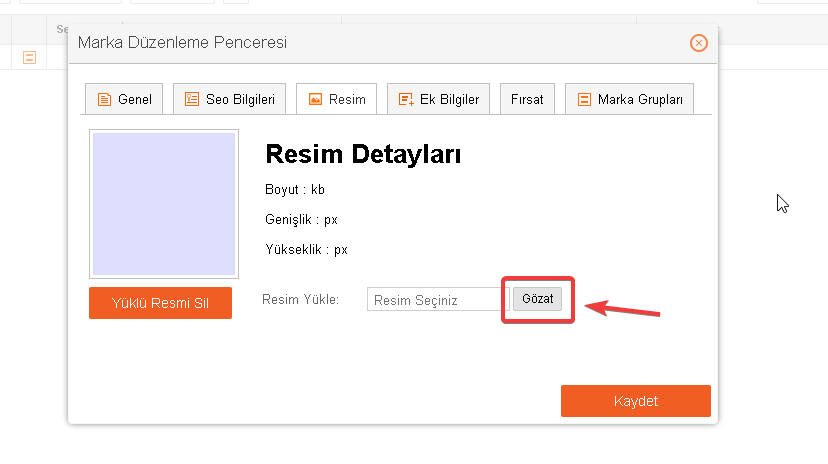 Se
Marka Düzenleme Penceresi
Genel
Seo Bilgileri
Resim
Ek Bilgiler
Fırsat
Marka Grupları
Resim Detayları
Boyut : kb
Genişlik : px
Yükseklik : px
Yüklü Resmi Sil
Resim Yükle:
Resim Seçiniz
Gözat
Kaydet